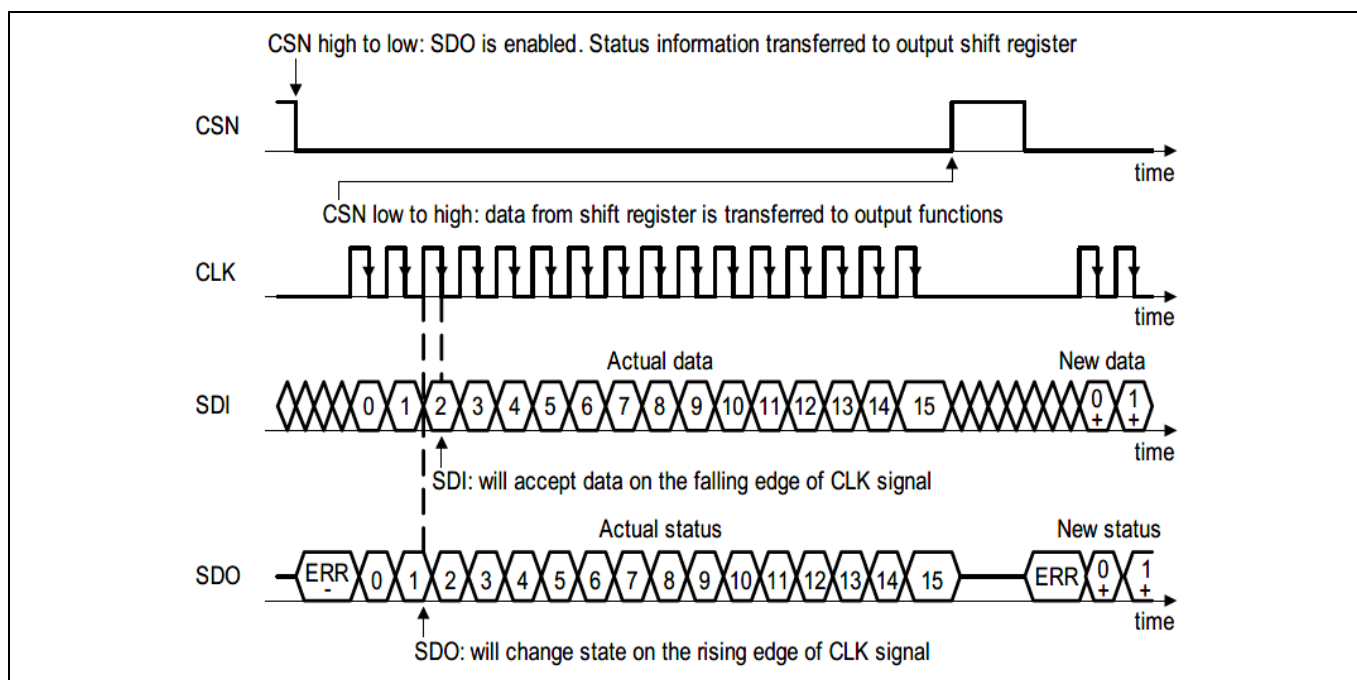 CSN high to low: SDO is enabled. Status information transferred to output shift register
CSN
time
CSN low to high: data from shift register is transferred to output functions
CLK
time
Actual data
New data
SDI
0 1 2 3 4 5 6 7 8 9 10 11 12 13 14 15 0+ 1+
time
SDI: will accept data on the falling edge of CLK signal
Actual status
New status
SDO
ERR- 0 1 2 3 4 5 6 7 8 9 10 11 12 13 14 15 ERR 0+ 1+
time
SDO: will change state on the rising edge of CLK signal